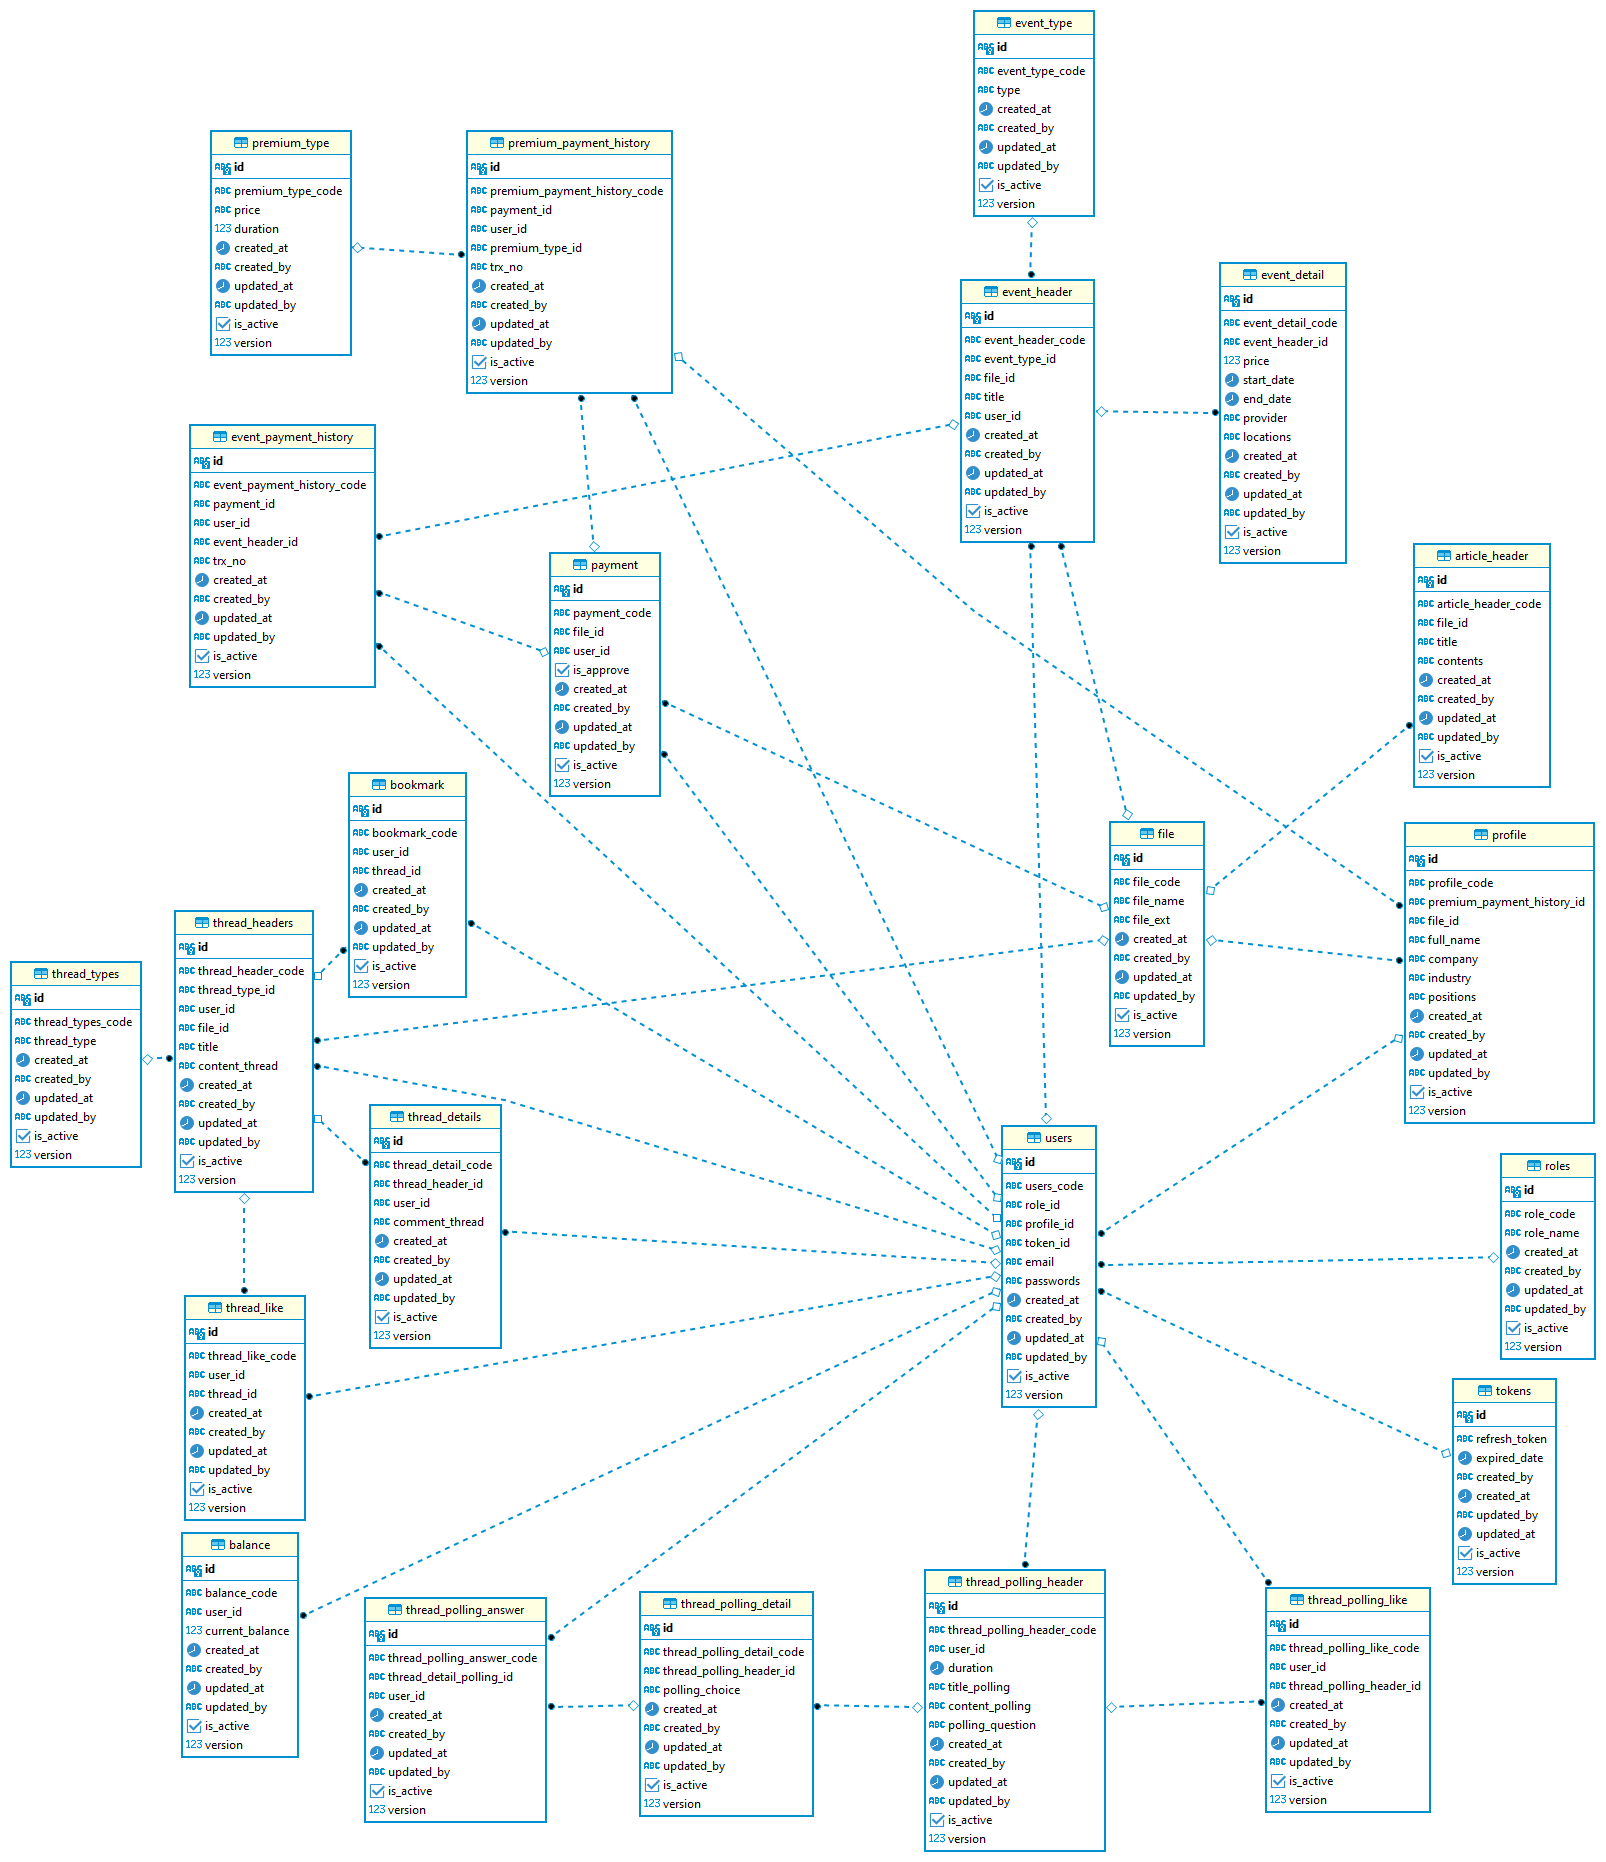 event_type
id
event_type_code
type
created_at
created_by
updated_at
updated_by
is_active
123 version
premium_type
id
premium_type_code
price
123 duration
created_at
created_by
updated_at
updated_by
is_active
123 version
premium_payment_history
id
premium_payment_history_code
payment_id
user_id
premium_type_id
trx_no
created_at
created_by
updated_at
updated_by
is_active
123 version
event_header
id
event_header_code
event_type_id
file_id
title
user_id
created_at
created_by
updated_at
updated_by
is_active
123 version
event_detail
id
event_detail_code
event_header_id
123 price
start_date
end_date
provider
locations
created_at
created_by
updated_at
updated_by
is_active
123 version
event_payment_history
id
event_payment_history_code
payment_id
user_id
event_header_id
trx_no
created_at
created_by
updated_at
updated_by
is_active
123 version
payment
id
payment_code
file_id
user_id
is_approve
created_at
created_by
updated_at
updated_by
is_active
123 version
article_header
id
article_header_code
file_id
title
contents
created_at
created_by
updated_at
updated_by
is_active
123 version
bookmark
id
bookmark_code
user_id
thread_id
created_at
created_by
updated_at
updated_by
is_active
123 version
file
id
file_code
file_name
file_ext
created_at
created_by
updated_at
updated_by
is_active
123 version
profile
id
profile_code
premium_payment_history_id
file_id
full_name
company
industry
positions
created_at
created_by
updated_at
updated_by
is_active
123 version
thread_headers
id
thread_header_code
thread_type_id
user_id
file_id
title
content_thread
created_at
created_by
updated_at
updated_by
is_active
123 version
thread_types
id
thread_types_code
thread_type
created_at
created_by
updated_at
updated_by
is_active
123 version
thread_details
id
thread_detail_code
thread_header_id
user_id
comment_thread
created_at
created_by
updated_at
updated_by
is_active
123 version
users
id
users_code
role_id
profile_id
token_id
email
passwords
created_at
created_by
updated_at
updated_by
is_active
123 version
roles
id
role_code
role_name
created_at
created_by
updated_at
updated_by
is_active
123 version
thread_like
id
thread_like_code
user_id
thread_id
created_at
created_by
updated_at
updated_by
is_active
123 version
tokens
id
refresh_token
expired_date
created_by
created_at
updated_by
updated_at
is_active
123 version
balance
id
balance_code
user_id
123 current_balance
created_at
created_by
updated_at
updated_by
is_active
123 version
thread_polling_answer
id
thread_polling_answer_code
thread_detail_polling_id
user_id
created_at
created_by
updated_at
updated_by
is_active
123 version
thread_polling_detail
id
thread_polling_detail_code
thread_polling_header_id
polling_choice
created_at
created_by
updated_at
updated_by
is_active
123 version
thread_polling_header
id
thread_polling_header_code
user_id
duration
title_polling
content_polling
polling_question
created_at
created_by
updated_at
updated_by
is_active
123 version
thread_polling_like
id
thread_polling_like_code
user_id
thread_polling_header_id
created_at
created_by
updated_at
updated_by
is_active
123 version